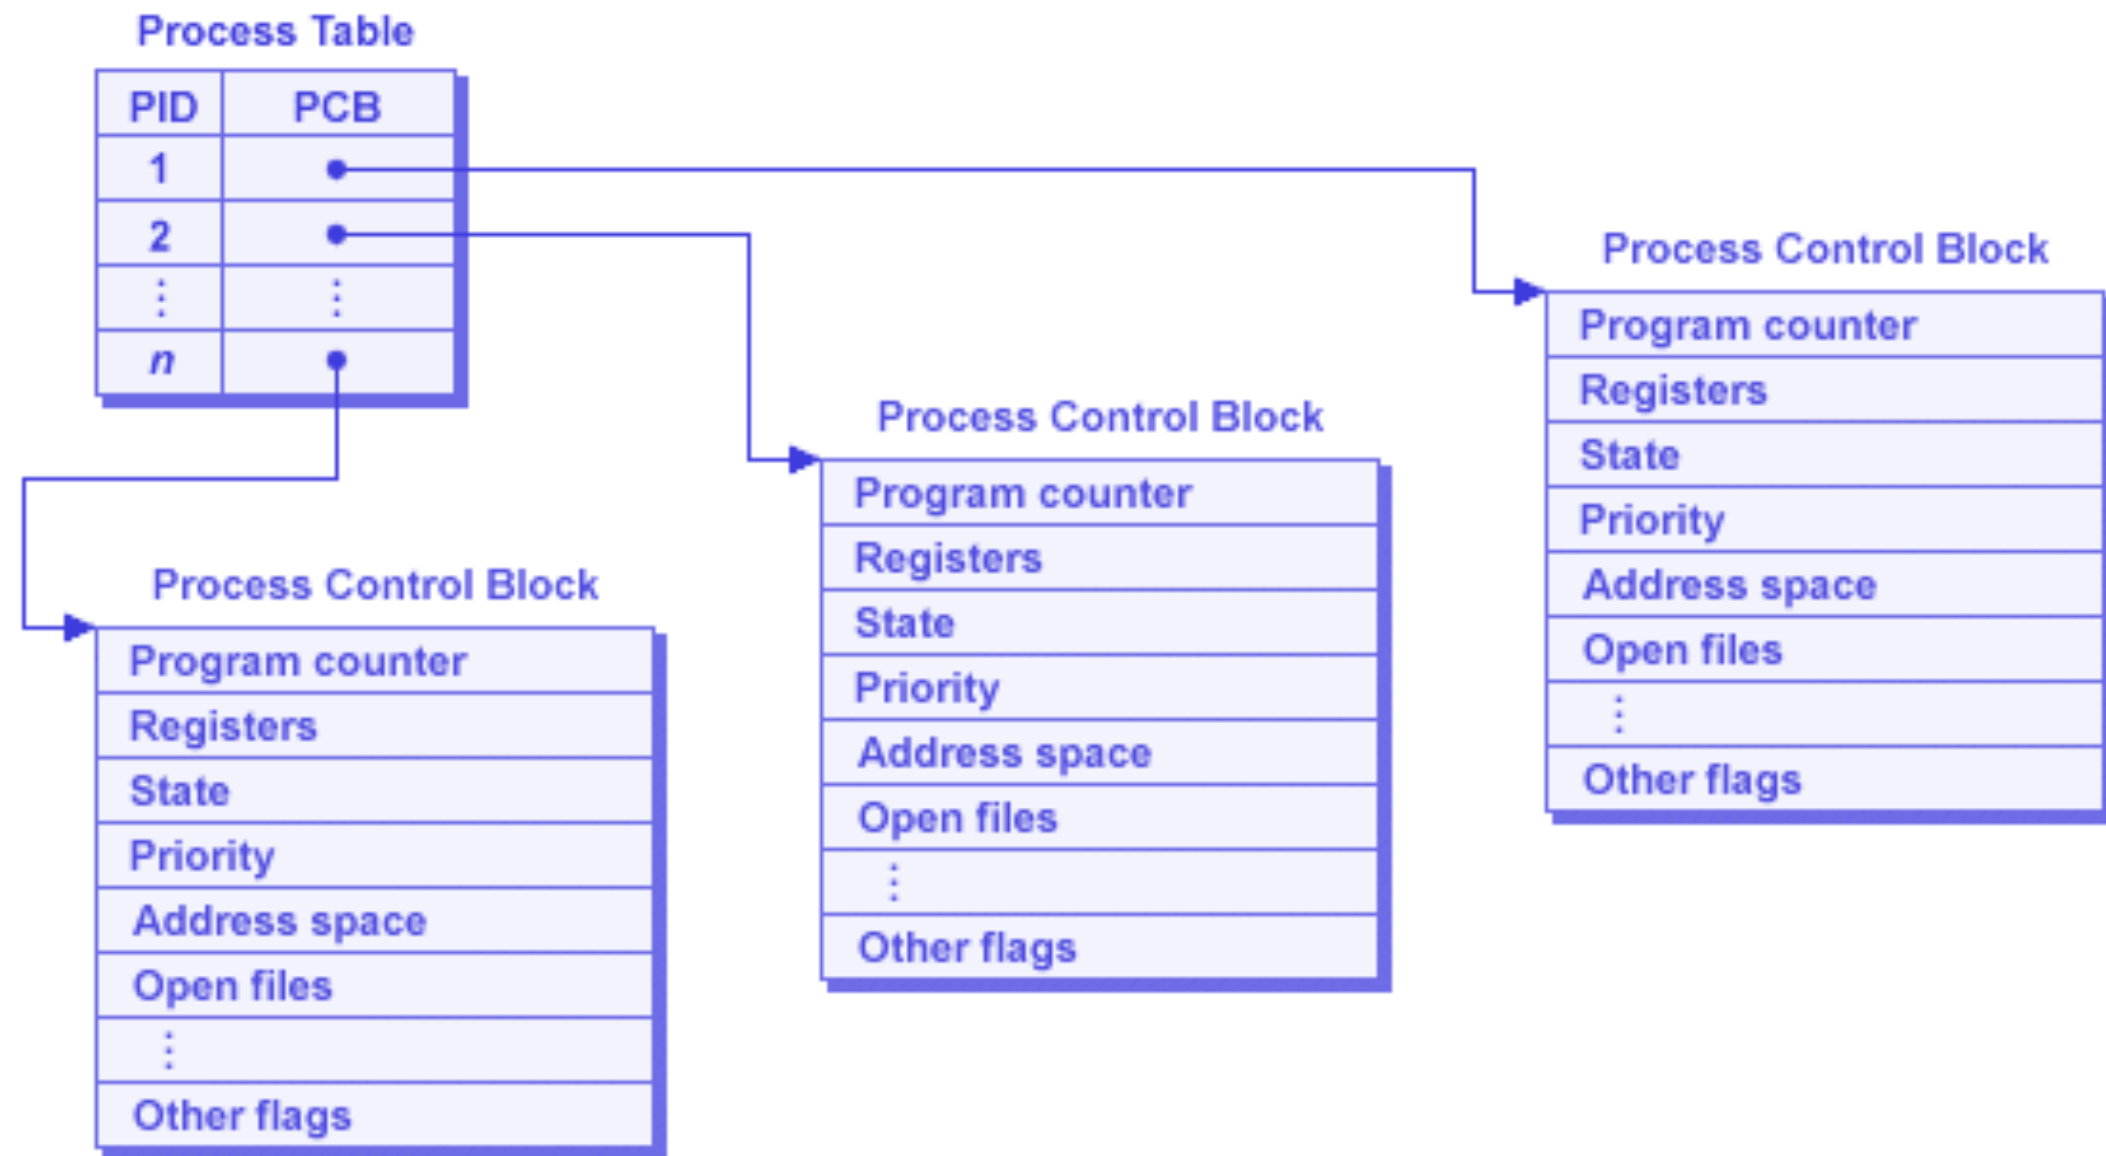 Process Table
PID PCB
1
2
⋮ ⋮
n
Process Control Block
Program counter
Registers
State
Priority
Address space
Open files
⋮
Other flags
Process Control Block
Program counter
Registers
State
Priority
Address space
Open files
⋮
Other flags
Process Control Block
Program counter
Registers
State
Priority
Address space
Open files
⋮
Other flags